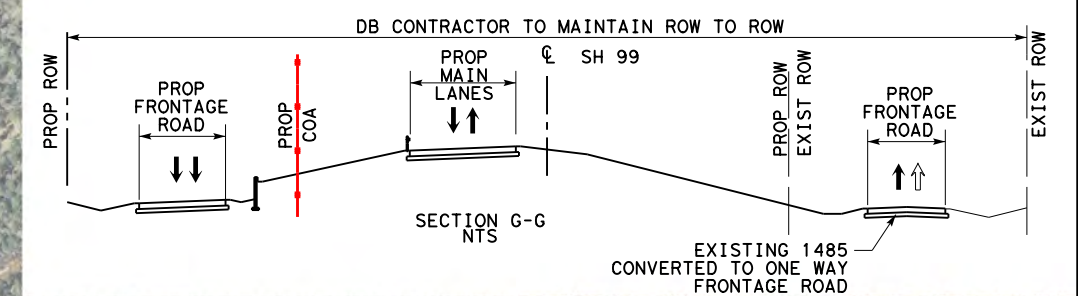 DB CONTRACTOR TO MAINTAIN ROW TO ROW
℄ SH 99
PROP ROW
PROP
FRONTAGE
ROAD
PROP
COA
PROP
MAIN
LANES
PROP ROW
EXIST ROW
PROP
FRONTAGE
ROAD
EXIST ROW
SECTION G-G
NTS
EXISTING 1485
CONVERTED TO ONE WAY
FRONTAGE ROAD